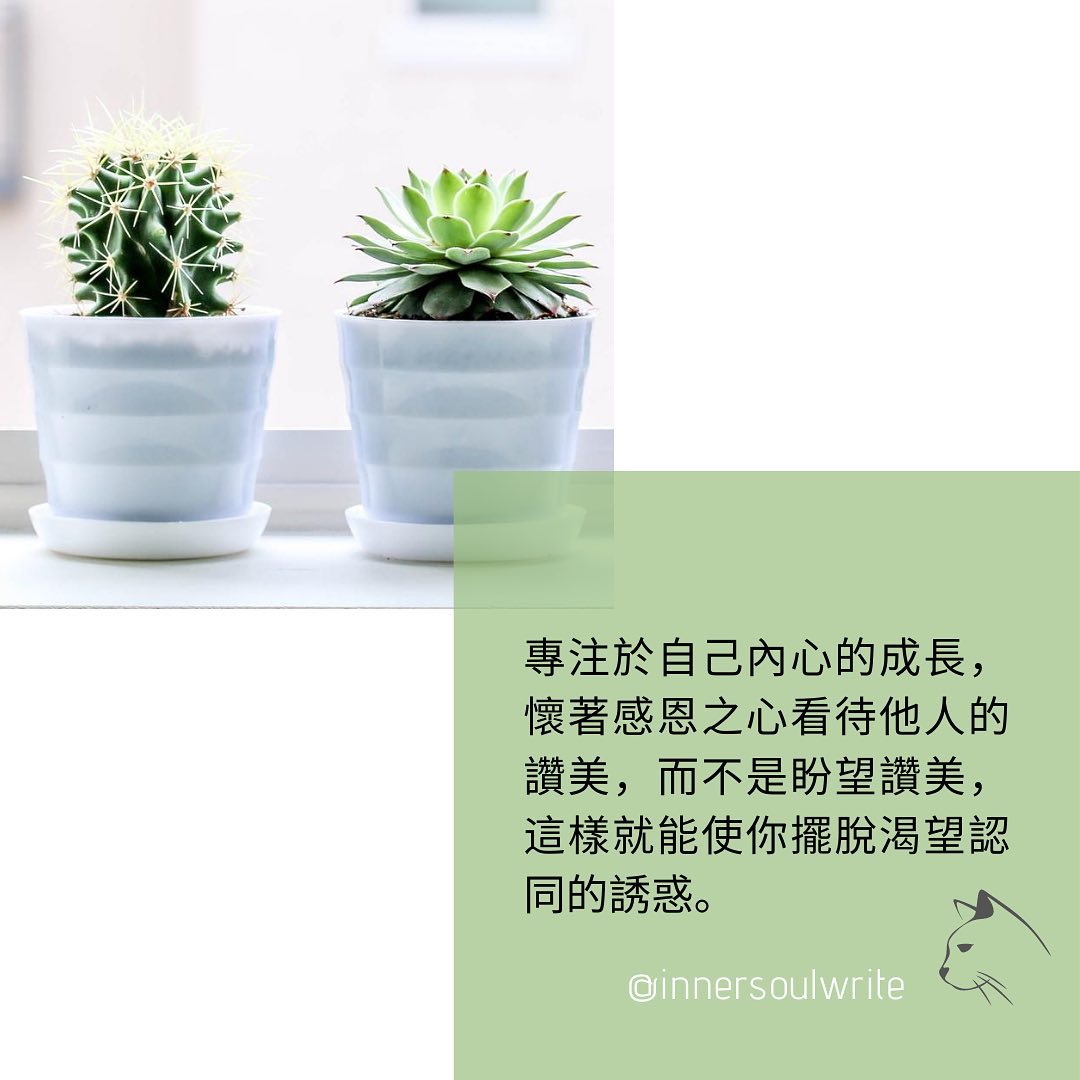 專注於自己內心的成長，
懷著感恩之心看待他人的
讚美，而不是盼望讚美，
這樣就能使你擺脫渴望認
同的誘惑。
@innersoulwrite